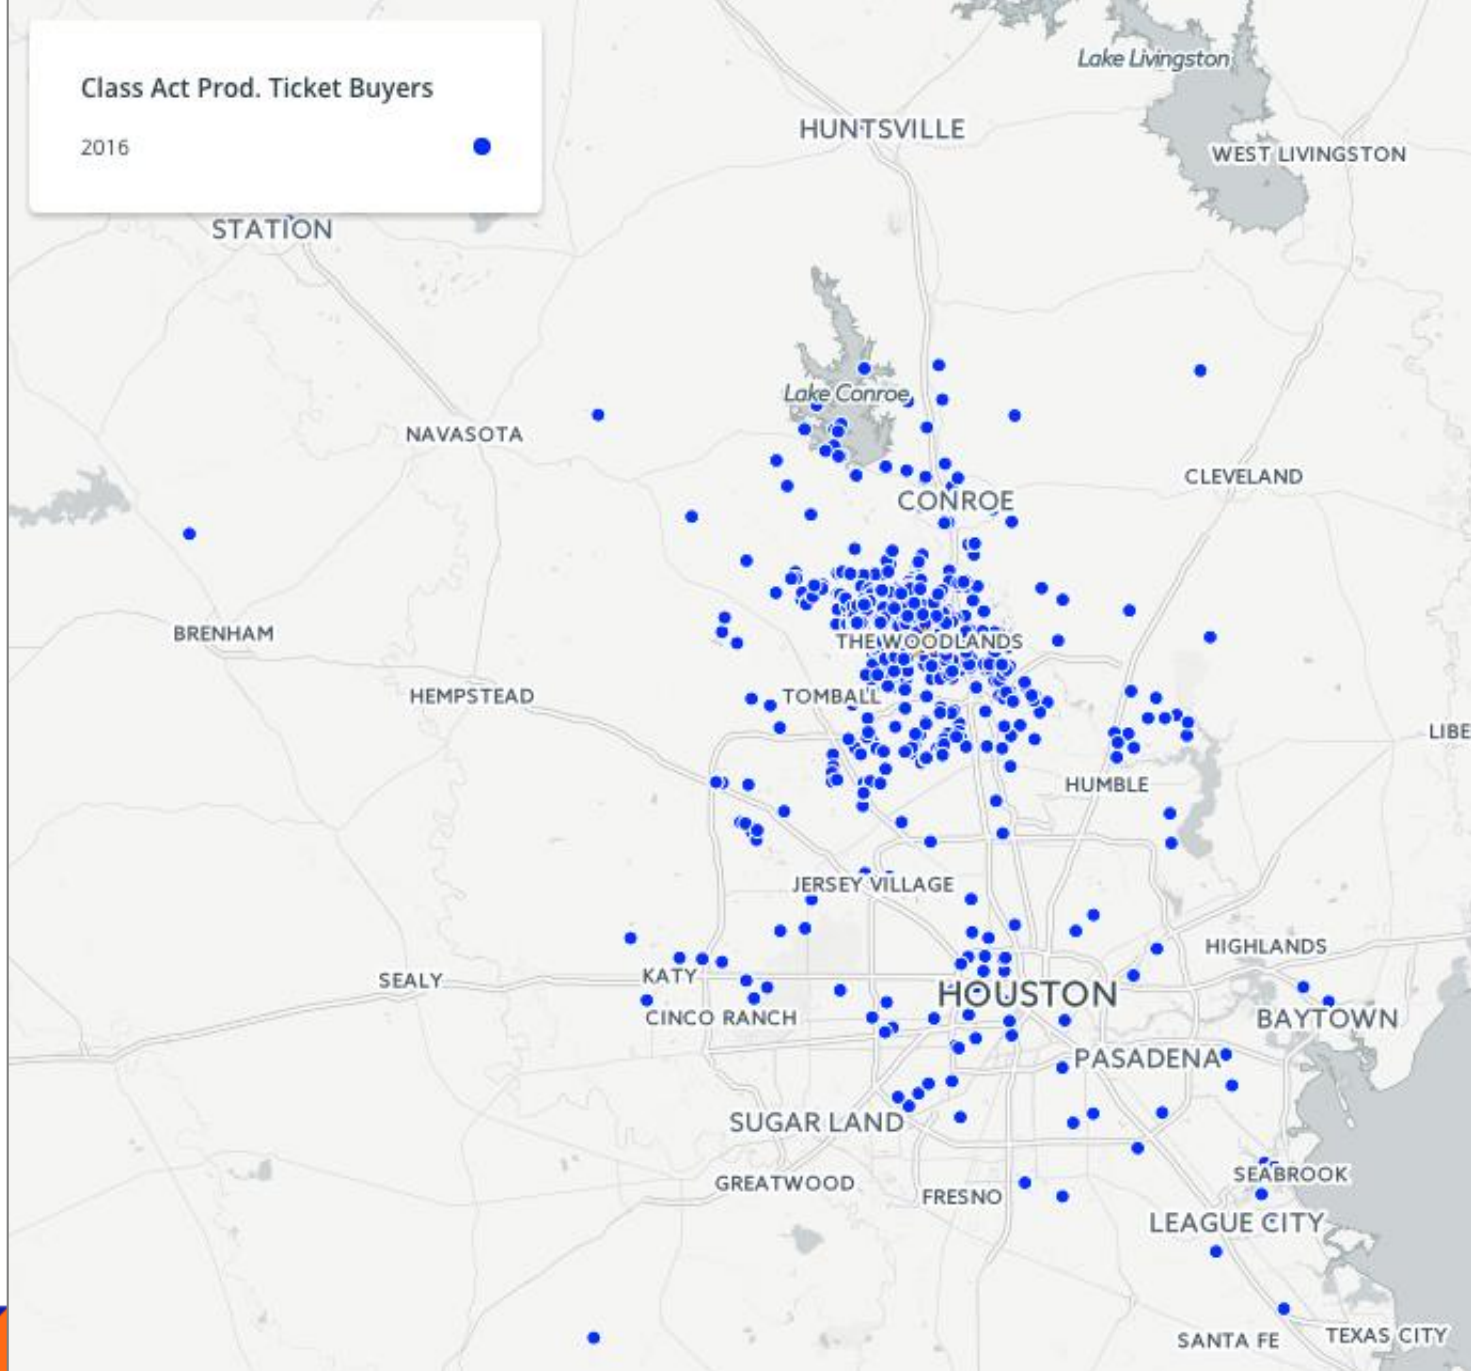 Class Act Prod. Ticket Buyers
2016
Lake Livingston
HUNTSVILLE
WEST LIVINGSTON
STATION
Lake Conroe
NAVASOTA
CLEVELAND
CONROE
BRENHAM
THE WOODLANDS
HEMPSTEAD
TOMBALL
LIBE
HUMBLE
JERSEY VILLAGE
HIGHLANDS
KATY
SEALY
HOUSTON
CINCO RANCH
BAYTOWN
PASADENA
SUGAR LAND
SEABROOK
GREATWOOD
FRESNO
LEAGUE CITY
SANTA FE
TEXAS CITY